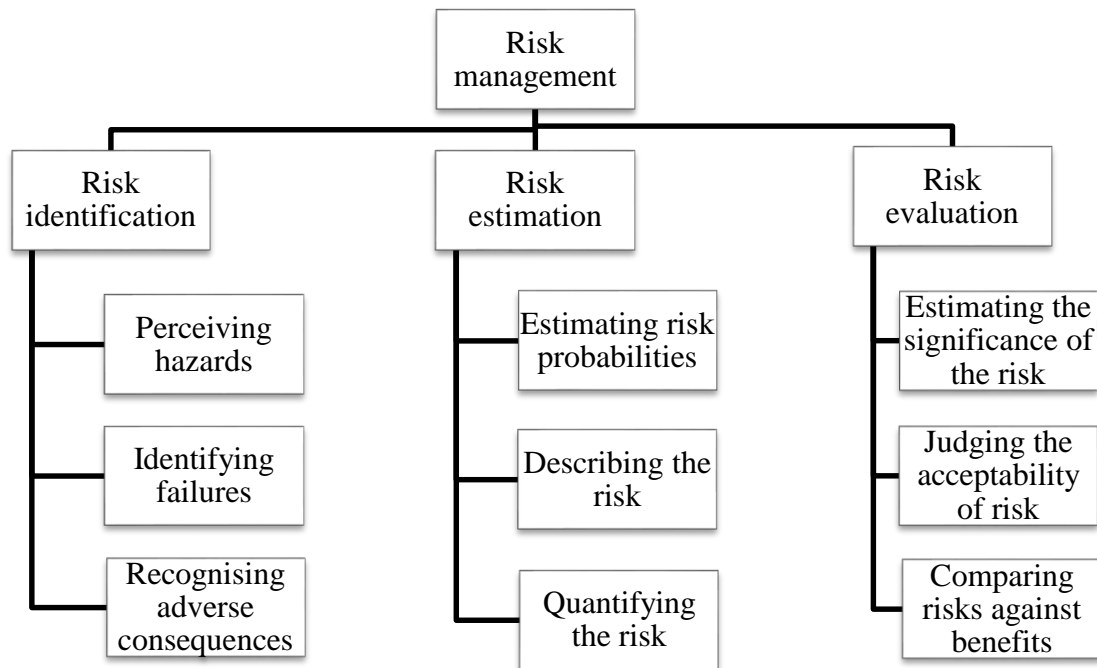 Risk
management
Risk
identification
Perceiving
hazards
Identifying
failures
Recognising
adverse
consequences
Risk
estimation
Estimating risk
probabilities
Describing the
risk
Quantifying
the risk
Risk
evaluation
Estimating the
significance of
the risk
Judging the
acceptability
of risk
Comparing
risks against
benefits